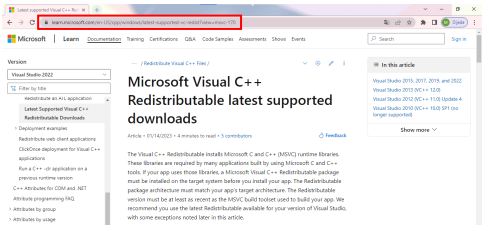 latest supported Visual C++ Red
learn.microsoft.com/en-US/cpp/windows/latest-supported-vc-redist?view=msvc-170
Microsoft Learn Documentation Training Certifications Q&A Code Samples Assessments Shows Events Search Sign in
Version
Visual Studio 2022
Filter by title
Redistribute an ATL application
Latest Supported Visual C++
Redistributable Downloads
Deployment examples
Redistribute web client applications
ClickOnce deployment for Visual C++
applications
Run a C++ /clr application on a
previous runtime version
C++ Attributes for COM and .NET
Attribute programming FAQ
Attributes by group
Attributes by usage
/ Redistribute Visual C++ Files /
Microsoft Visual C++
Redistributable latest supported
downloads
Article • 01/14/2023 • 4 minutes to read • 5 contributors Feedback
The Visual C++ Redistributable installs Microsoft C and C++ (MSVC) runtime libraries.
These libraries are required by many applications built by using Microsoft C and C++
tools. If your app uses those libraries, a Microsoft Visual C++ Redistributable package
must be installed on the target system before you install your app. The Redistributable
package architecture must match your app's target architecture. The Redistributable
version must be at least as recent as the MSVC build toolset used to build your app. We
recommend you use the latest Redistributable available for your version of Visual Studio,
with some exceptions noted later in this article.
In this article
Visual Studio 2015, 2017, 2019, and 2022
Visual Studio 2013 (VC++ 12.0)
Visual Studio 2012 (VC++ 11.0) Update 4
Visual Studio 2010 (VC++ 10.0) SP1 (no
longer supported)
Show more